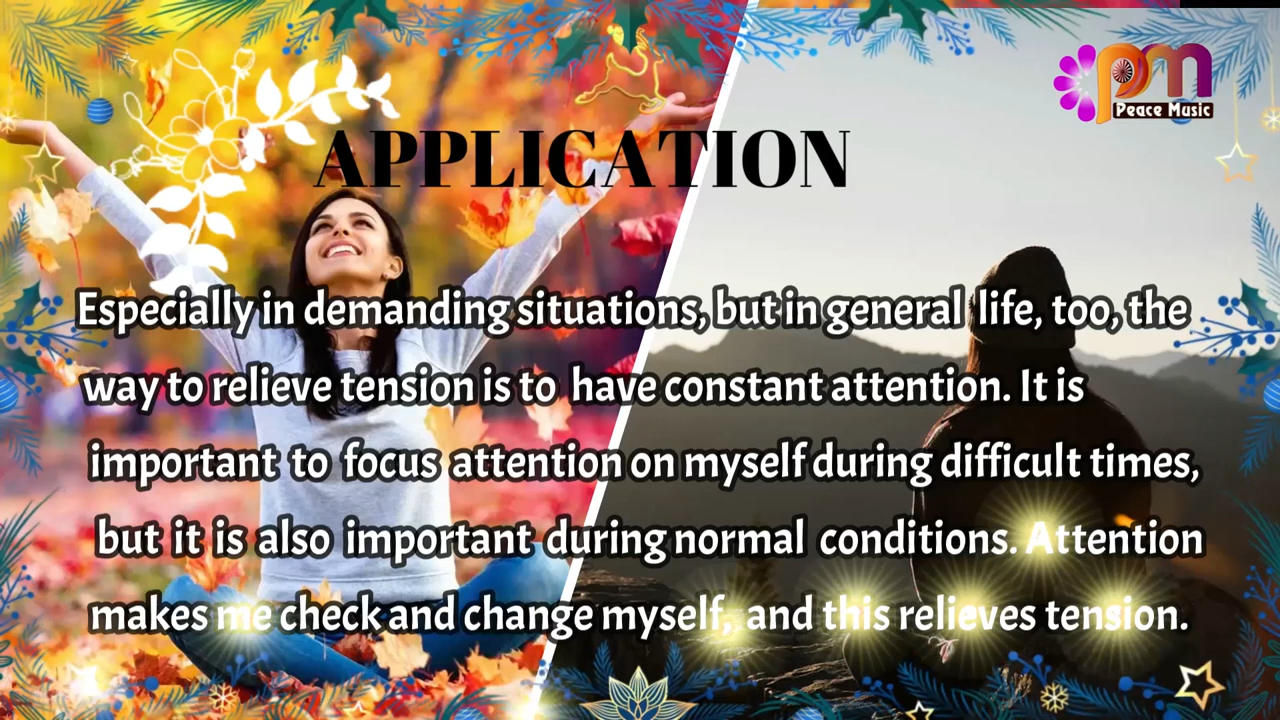 pm
Peace Music
APPLICATION
Especially in demanding situations, but in general life, too, the
way to relieve tension is to have constant attention. It is
important to focus attention on myself during difficult times,
but it is also important during normal conditions. Attention
makes me check and change myself, and this relieves tension.